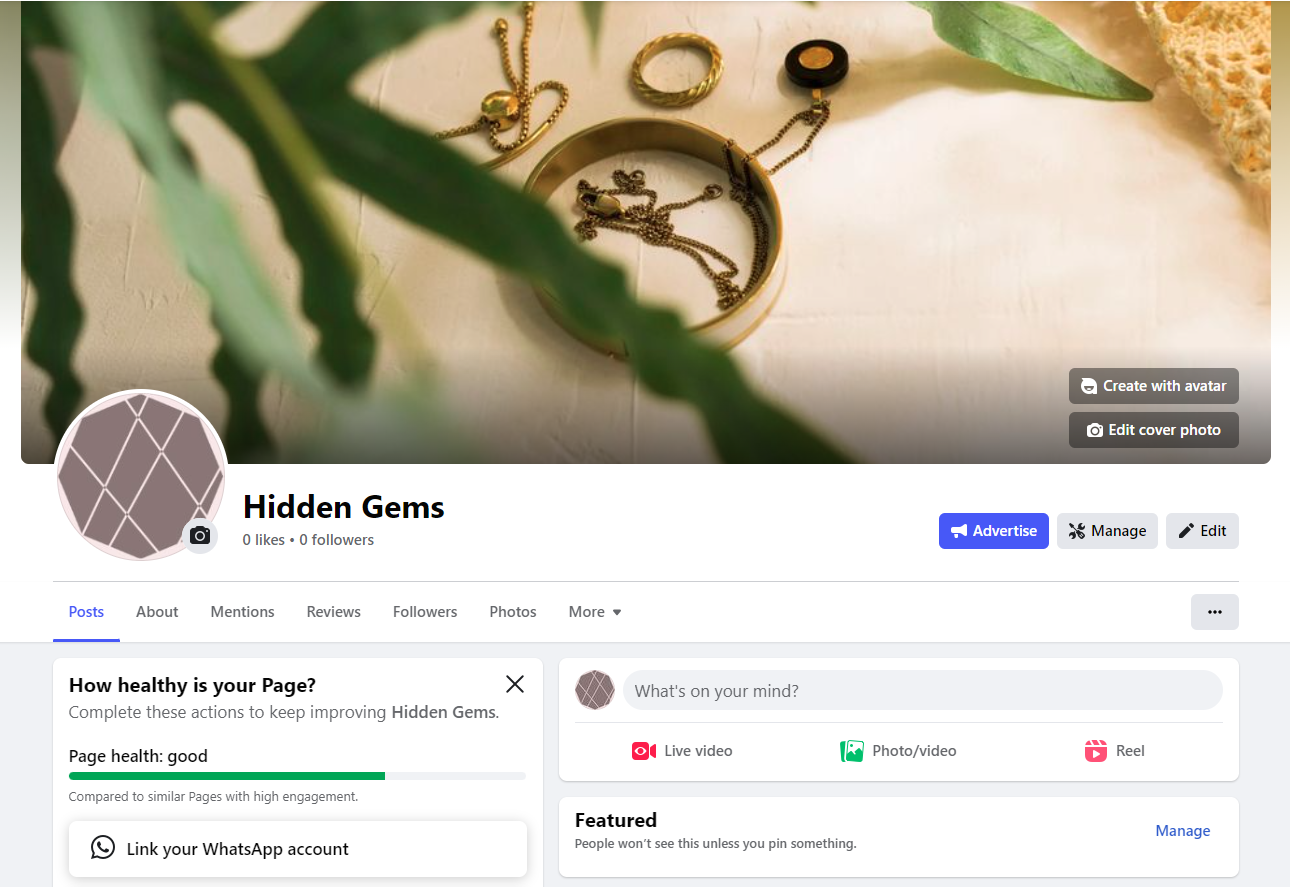 Create with avatar
Edit cover photo
Hidden Gems
0 likes • 0 followers
Advertise
Manage
Edit
Posts
About
Mentions
Reviews
Followers
Photos
More
How healthy is your Page?
Complete these actions to keep improving Hidden Gems.
Page health: good
Compared to similar Pages with high engagement.
Link your WhatsApp account
What's on your mind?
Live video
Photo/video
Reel
Featured
People won't see this unless you pin something.
Manage